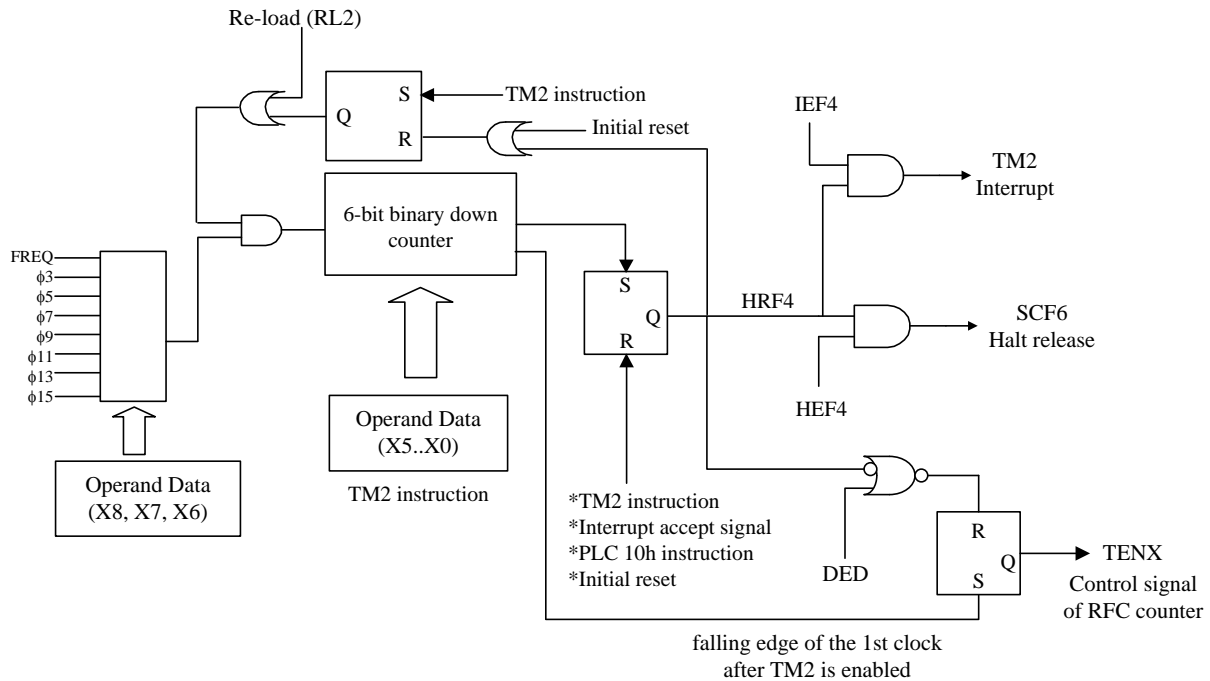 Re-load (RL2)
S
TM2 instruction
Q
R
Initial reset
IEF4
TM2
Interrupt
6-bit binary down
counter
FREQ
ϕ3
ϕ5
ϕ7
ϕ9
ϕ11
ϕ13
ϕ15
S
Q
R
HRF4
SCF6
Halt release
HEF4
Operand Data
(X8, X7, X6)
Operand Data
(X5..X0)
TM2 instruction
*TM2 instruction
*Interrupt accept signal
*PLC 10h instruction
*Initial reset
DED
R
Q
S
TENX
Control signal
of RFC counter
falling edge of the 1st clock
after TM2 is enabled